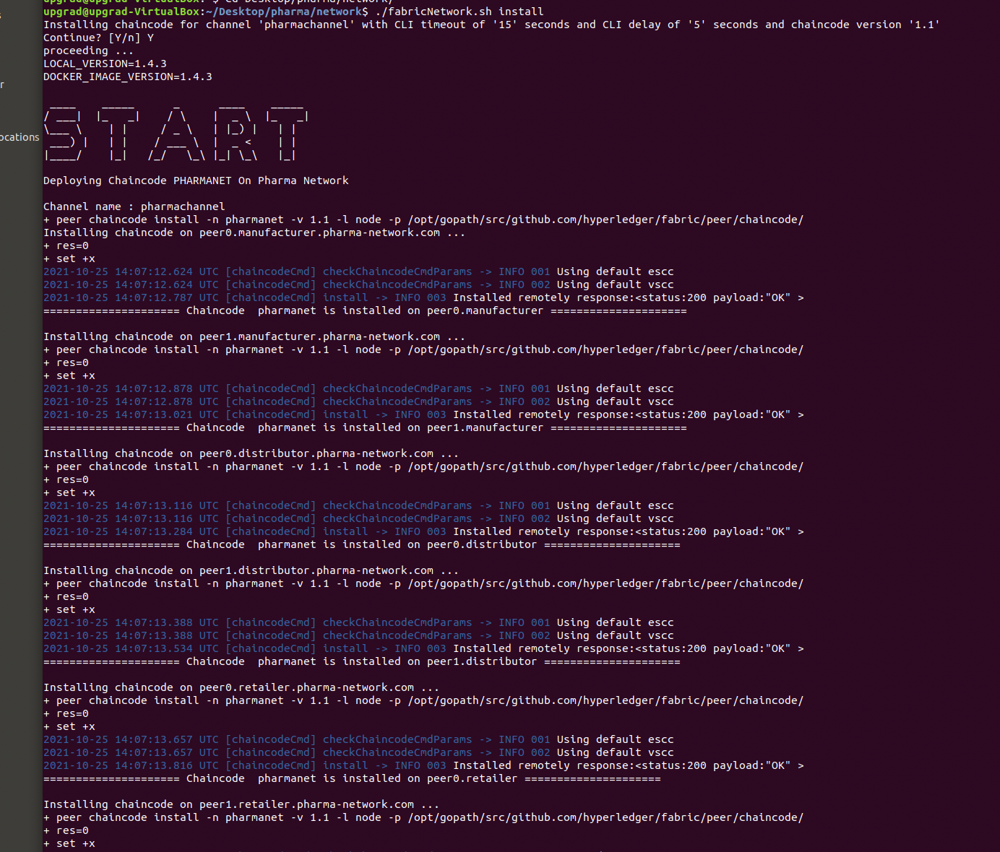 upgrad@upgrad-VirtualBox:~$ cd Desktop/pharma/network/
upgrad@upgrad-VirtualBox:~/Desktop/pharma/network$ ./fabricNetwork.sh install
Installing chaincode for channel 'pharmachannel' with CLI timeout of '15' seconds and CLI delay of '5' seconds and chaincode version '1.1'
Continue? [Y/n] Y
proceeding ...
LOCAL_VERSION=1.4.3
DOCKER_IMAGE_VERSION=1.4.3
START
Deploying Chaincode PHARMANET On Pharma Network
ocations
Channel name : pharmachannel
+ peer chaincode install -n pharmanet -v 1.1 -l node -p /opt/gopath/src/github.com/hyperledger/fabric/peer/chaincode/
Installing chaincode on peer0.manufacturer.pharma-network.com ...
+ res=0
+ set +x
2021-10-25 14:07:12.624 UTC [chaincodeCmd] checkChaincodeCmdParams -> INFO 001 Using default escc
2021-10-25 14:07:12.624 UTC [chaincodeCmd] checkChaincodeCmdParams -> INFO 002 Using default vscc
2021-10-25 14:07:12.787 UTC [chaincodeCmd] install -> INFO 003 Installed remotely response:<status:200 payload:"OK" >
===================== Chaincode  pharmanet is installed on peer0.manufacturer =====================
Installing chaincode on peer1.manufacturer.pharma-network.com ...
+ peer chaincode install -n pharmanet -v 1.1 -l node -p /opt/gopath/src/github.com/hyperledger/fabric/peer/chaincode/
+ res=0
+ set +x
2021-10-25 14:07:12.878 UTC [chaincodeCmd] checkChaincodeCmdParams -> INFO 001 Using default escc
2021-10-25 14:07:12.878 UTC [chaincodeCmd] checkChaincodeCmdParams -> INFO 002 Using default vscc
2021-10-25 14:07:13.021 UTC [chaincodeCmd] install -> INFO 003 Installed remotely response:<status:200 payload:"OK" >
===================== Chaincode  pharmanet is installed on peer1.manufacturer =====================
Installing chaincode on peer0.distributor.pharma-network.com ...
+ peer chaincode install -n pharmanet -v 1.1 -l node -p /opt/gopath/src/github.com/hyperledger/fabric/peer/chaincode/
+ res=0
+ set +x
2021-10-25 14:07:13.116 UTC [chaincodeCmd] checkChaincodeCmdParams -> INFO 001 Using default escc
2021-10-25 14:07:13.116 UTC [chaincodeCmd] checkChaincodeCmdParams -> INFO 002 Using default vscc
2021-10-25 14:07:13.284 UTC [chaincodeCmd] install -> INFO 003 Installed remotely response:<status:200 payload:"OK" >
===================== Chaincode  pharmanet is installed on peer0.distributor =====================
Installing chaincode on peer1.distributor.pharma-network.com ...
+ peer chaincode install -n pharmanet -v 1.1 -l node -p /opt/gopath/src/github.com/hyperledger/fabric/peer/chaincode/
+ res=0
+ set +x
2021-10-25 14:07:13.388 UTC [chaincodeCmd] checkChaincodeCmdParams -> INFO 001 Using default escc
2021-10-25 14:07:13.388 UTC [chaincodeCmd] checkChaincodeCmdParams -> INFO 002 Using default vscc
2021-10-25 14:07:13.534 UTC [chaincodeCmd] install -> INFO 003 Installed remotely response:<status:200 payload:"OK" >
===================== Chaincode  pharmanet is installed on peer1.distributor =====================
Installing chaincode on peer0.retailer.pharma-network.com ...
+ peer chaincode install -n pharmanet -v 1.1 -l node -p /opt/gopath/src/github.com/hyperledger/fabric/peer/chaincode/
+ res=0
+ set +x
2021-10-25 14:07:13.657 UTC [chaincodeCmd] checkChaincodeCmdParams -> INFO 001 Using default escc
2021-10-25 14:07:13.657 UTC [chaincodeCmd] checkChaincodeCmdParams -> INFO 002 Using default vscc
2021-10-25 14:07:13.816 UTC [chaincodeCmd] install -> INFO 003 Installed remotely response:<status:200 payload:"OK" >
===================== Chaincode  pharmanet is installed on peer0.retailer =====================
Installing chaincode on peer1.retailer.pharma-network.com ...
+ peer chaincode install -n pharmanet -v 1.1 -l node -p /opt/gopath/src/github.com/hyperledger/fabric/peer/chaincode/
+ res=0
+ set +x